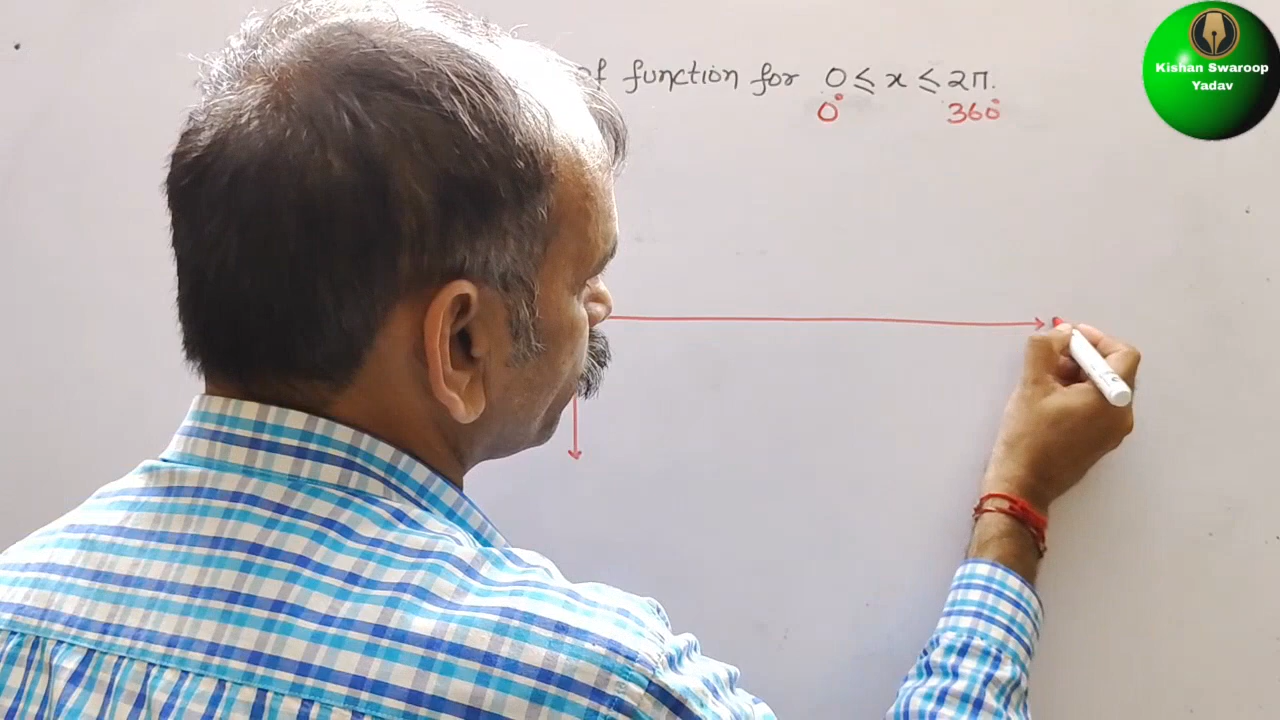 of function for 0 ≤ x ≤ 2π.
0° 360°
Kishan Swaroop
Yadav